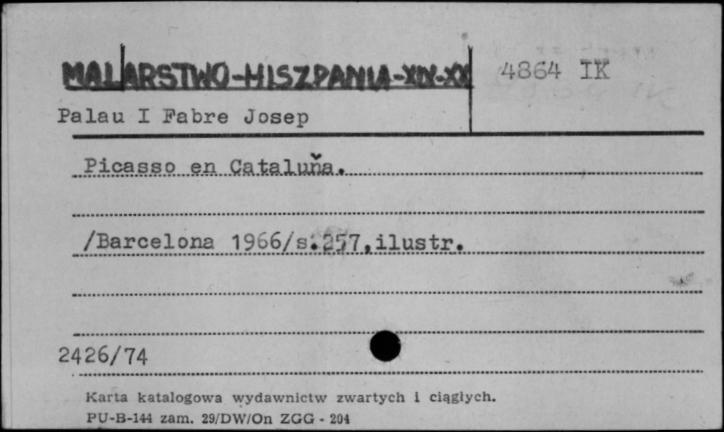 MALARSTWO-HISZPANIA-XIX-XX
4864 IK
Palau I Fabre Josep
Picasso en Cataluňa.
/Barcelona 1966/s.257,ilustr.
2426/74
Karta katalogowa wydawnictw zwartych i ciągłych.
PU-B-144 zam. 29/DW/On ZGG - 204